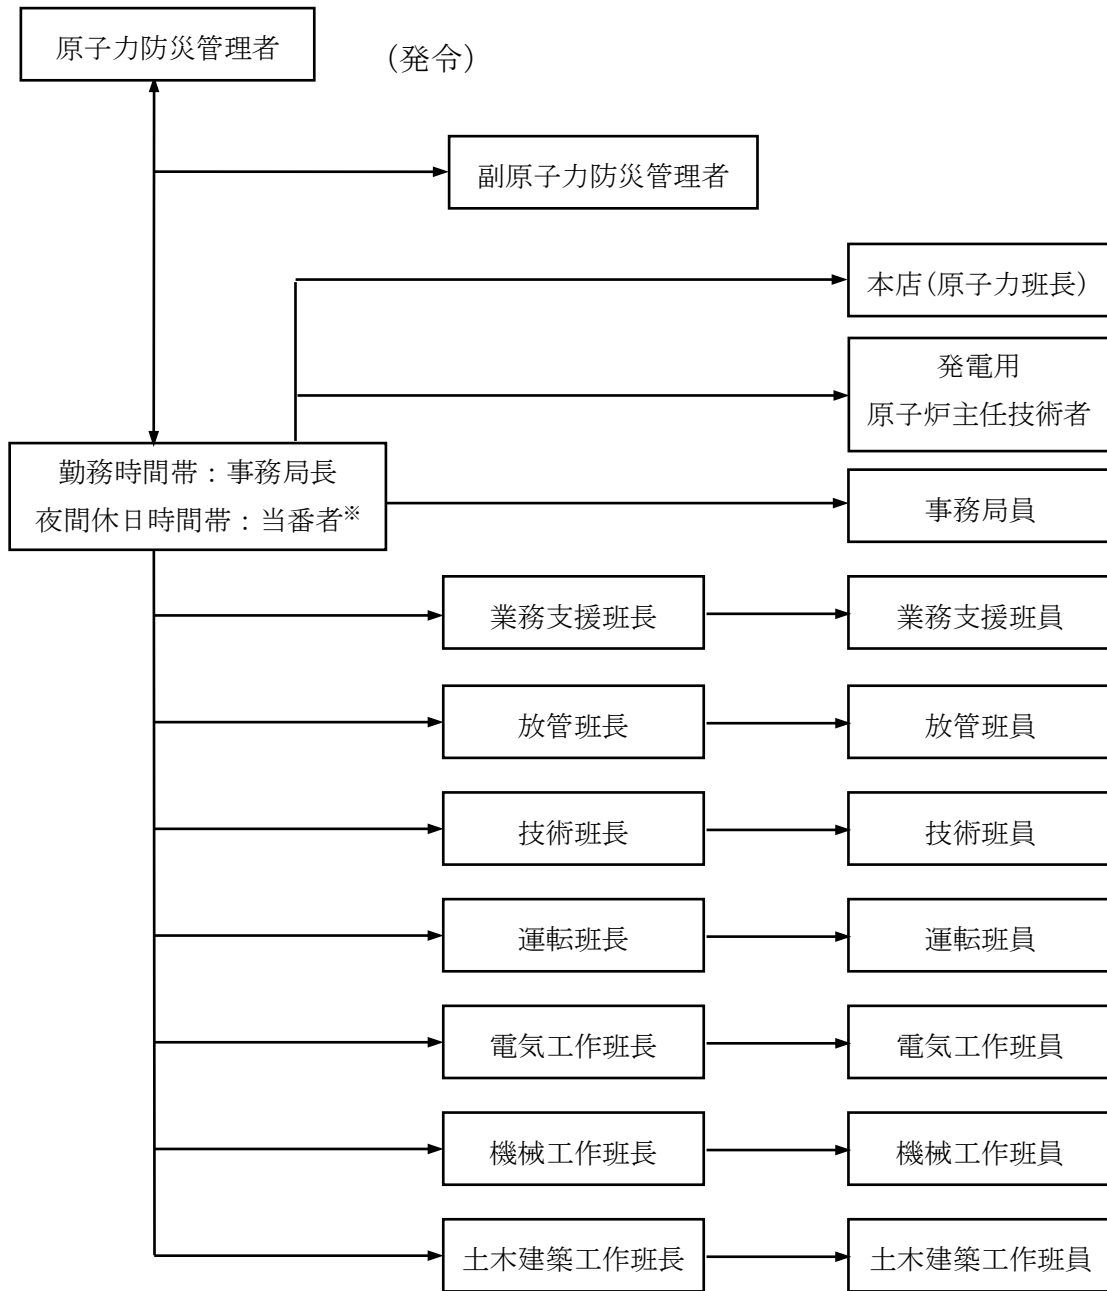 原子力防災管理者
(発令)
副原子力防災管理者
本店(原子力班長)
発電用
原子炉主任技術者
勤務時間帯：事務局長
夜間休日時間帯：当番者※
事務局員
業務支援班長
業務支援班員
放管班長
放管班員
技術班長
技術班員
運転班長
運転班員
電気工作班長
電気工作班員
機械工作班長
機械工作班員
土木建築工作班長
土木建築工作班員